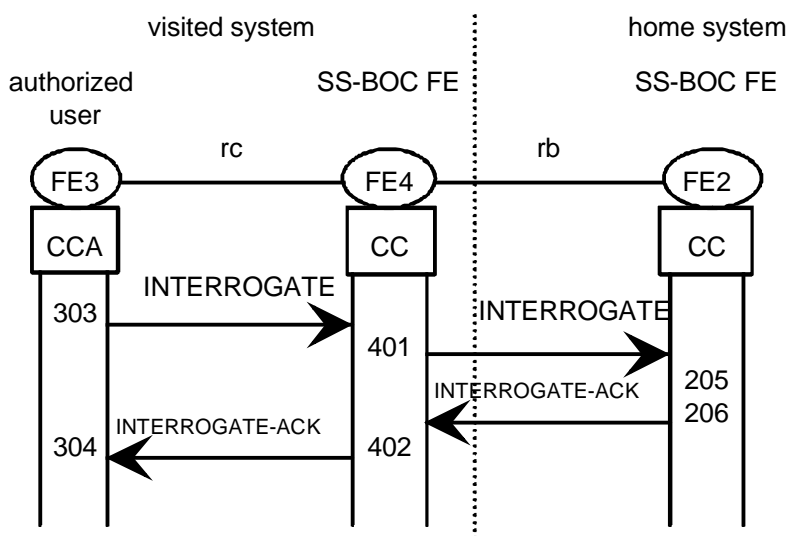 visited system
home system
authorized
user
SS-BOC FE
SS-BOC FE
rc
rb
FE3
FE4
FE2
CCA
CC
CC
INTERROGATE
303
INTERROGATE
401
205
INTERROGATE-ACK
206
INTERROGATE-ACK
304
402